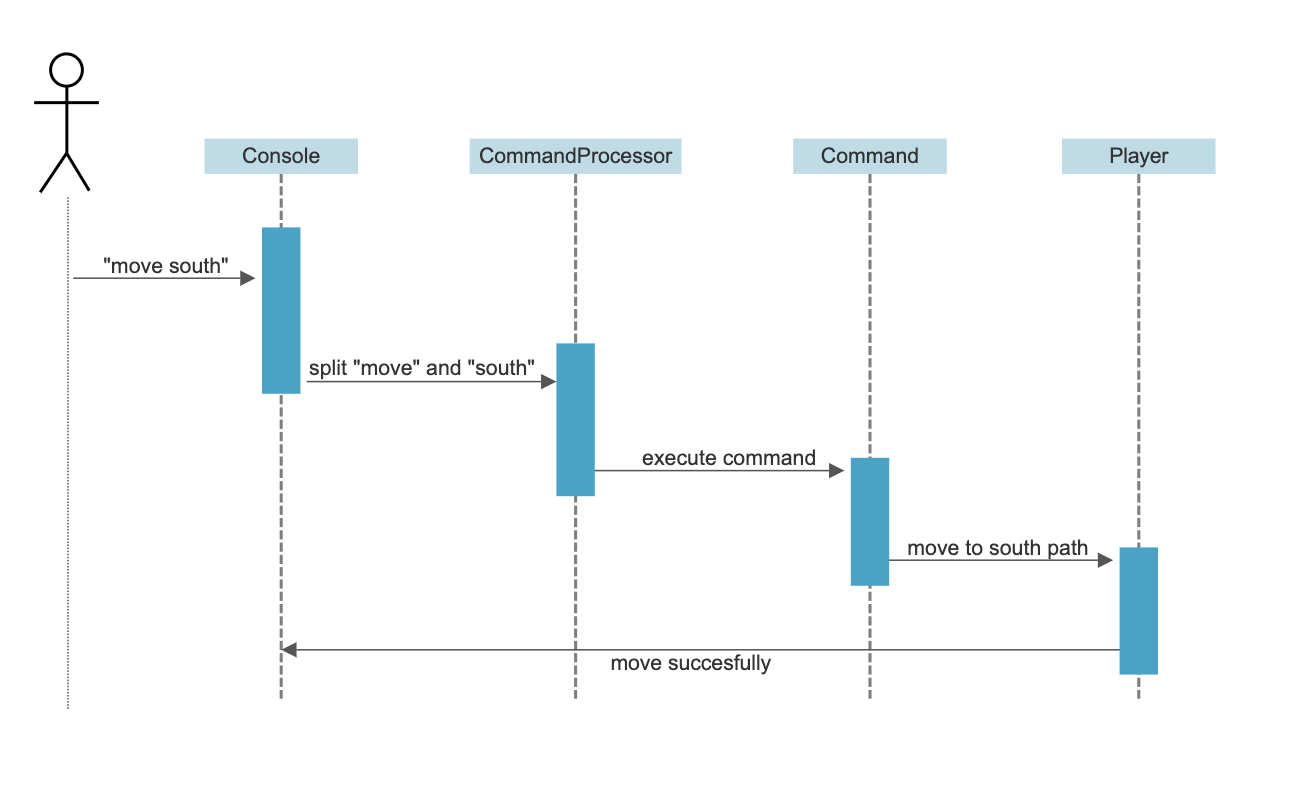 Console
CommandProcessor
Command
Player
"move south"
split "move" and "south"
execute command
move to south path
move succesfully